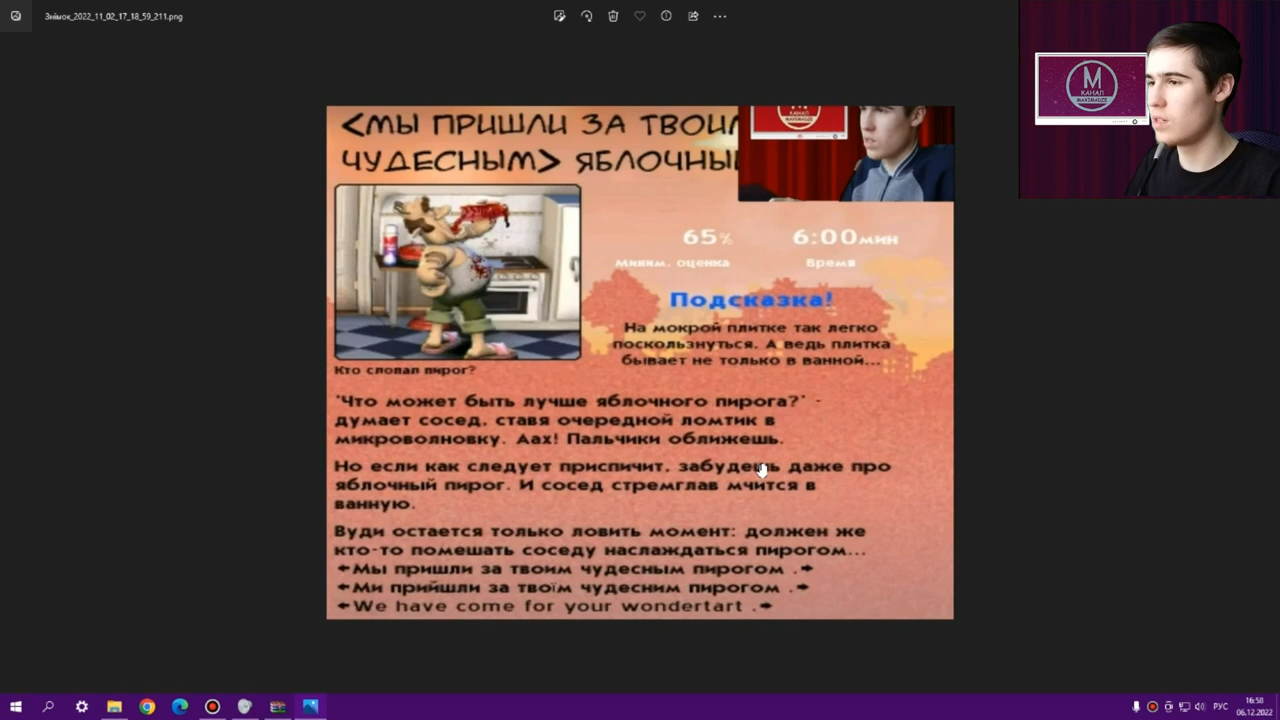 Знімок_2022_11_02_17_18_59_211.png
М
КАНАЛ
MAXIMADZE
<МЫ ПРИШЛИ ЗА ТВОИМ
ЧУДЕСНЫМ> ЯБЛОЧНЫ
КАНАЛ
MAXIMADZE
65%
6:00мин
миним. оценка
Время
Подсказка!
На мокрой плитке так легко
поскользнуться. А ведь плитка
бывает не только в ванной...
Кто слопал пирог?
"Что может быть лучше яблочного пирога?" -
думает сосед, ставя очередной ломтик в
микроволновку. Аах! Пальчики оближешь.
Но если как следует приспичит, забудешь даже про
яблочный пирог. И сосед стремглав мчится в
ванную.
Вуди остается только ловить момент: должен же
кто-то помешать соседу наслаждаться пирогом...
Мы пришли за твоим чудесным пирогом .
Ми прийшли за твоїм чудесним пирогом .
We have come for your wondertart .
РУС
16:58
06.12.2022